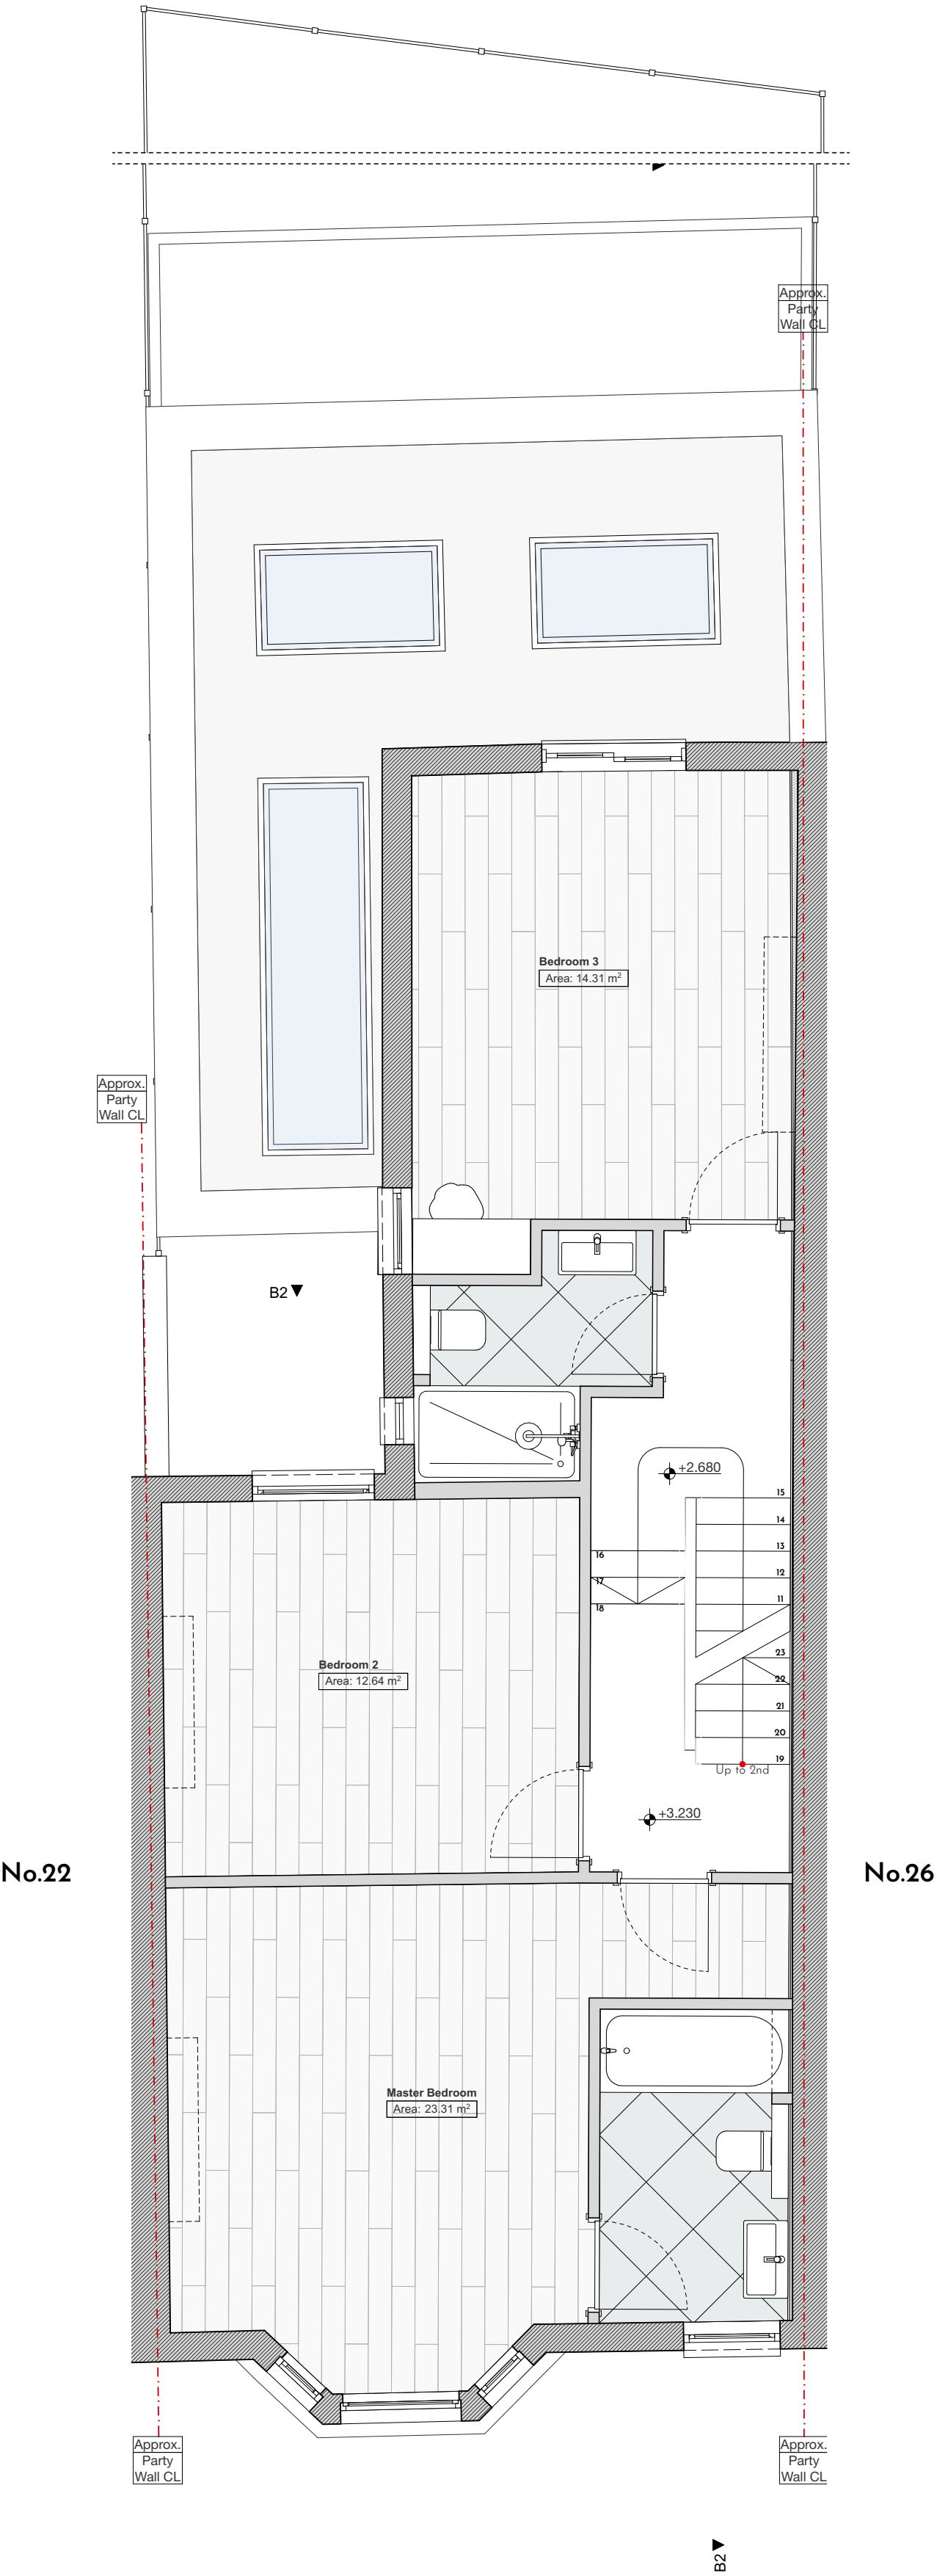 Approx.
Party
Wall CL
Bedroom 3
Area: 14.31 m²
Approx.
Party
Wall CL
B2
+2.680
15
14
13
16
12
17
11
18
23
Bedroom 2
22
Area: 12.64 m²
21
20
19
Up to 2nd
+3.230
No.22
No.26
Master Bedroom
Area: 23.31 m²
Approx.
Party
Wall CL
Approx.
Party
Wall CL
B2